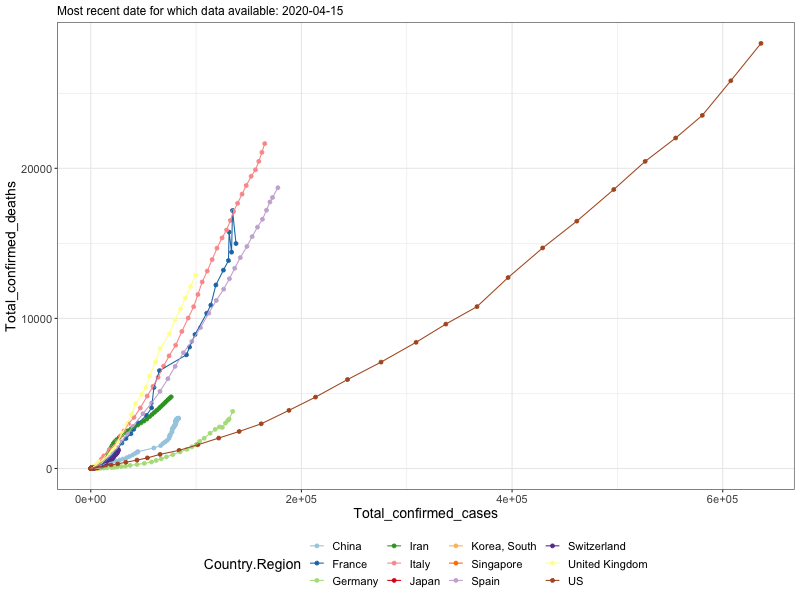 Most recent date for which data available: 2020-04-15
Total_confirmed_deaths
20000
10000
0
0e+00 2e+05 4e+05 6e+05
Total_confirmed_cases
Country.Region
China Iran Korea, South Switzerland
France Italy Singapore United Kingdom
Germany Japan Spain US